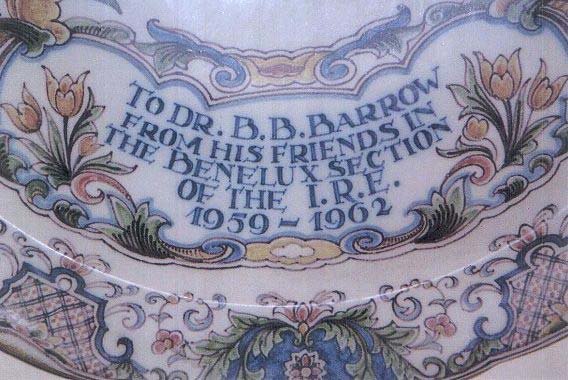 TO DR. B. B. BARROW
FROM HIS FRIENDS IN
THE BENELUX SECTION
OF THE I.R.E.
1959 - 1962